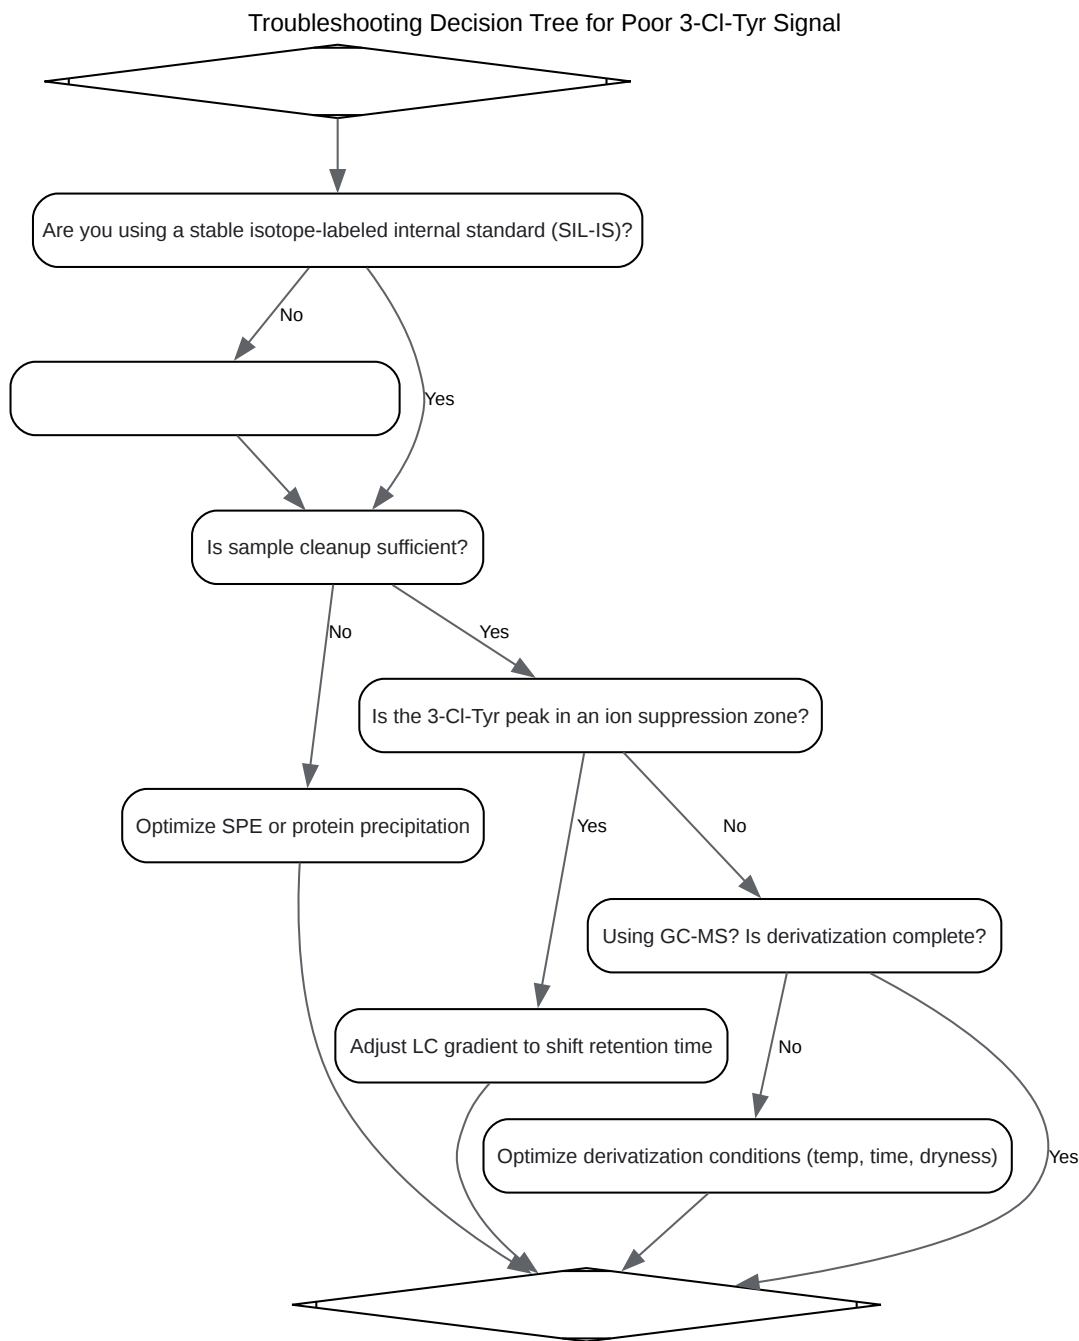 Troubleshooting Decision Tree for Poor 3-Cl-Tyr Signal
Are you using a stable isotope-labeled internal standard (SIL-IS)?
No
Yes
Is sample cleanup sufficient?
No
Yes
Is the 3-Cl-Tyr peak in an ion suppression zone?
Optimize SPE or protein precipitation
Yes
No
Using GC-MS? Is derivatization complete?
Adjust LC gradient to shift retention time
No
Optimize derivatization conditions (temp, time, dryness)
Yes